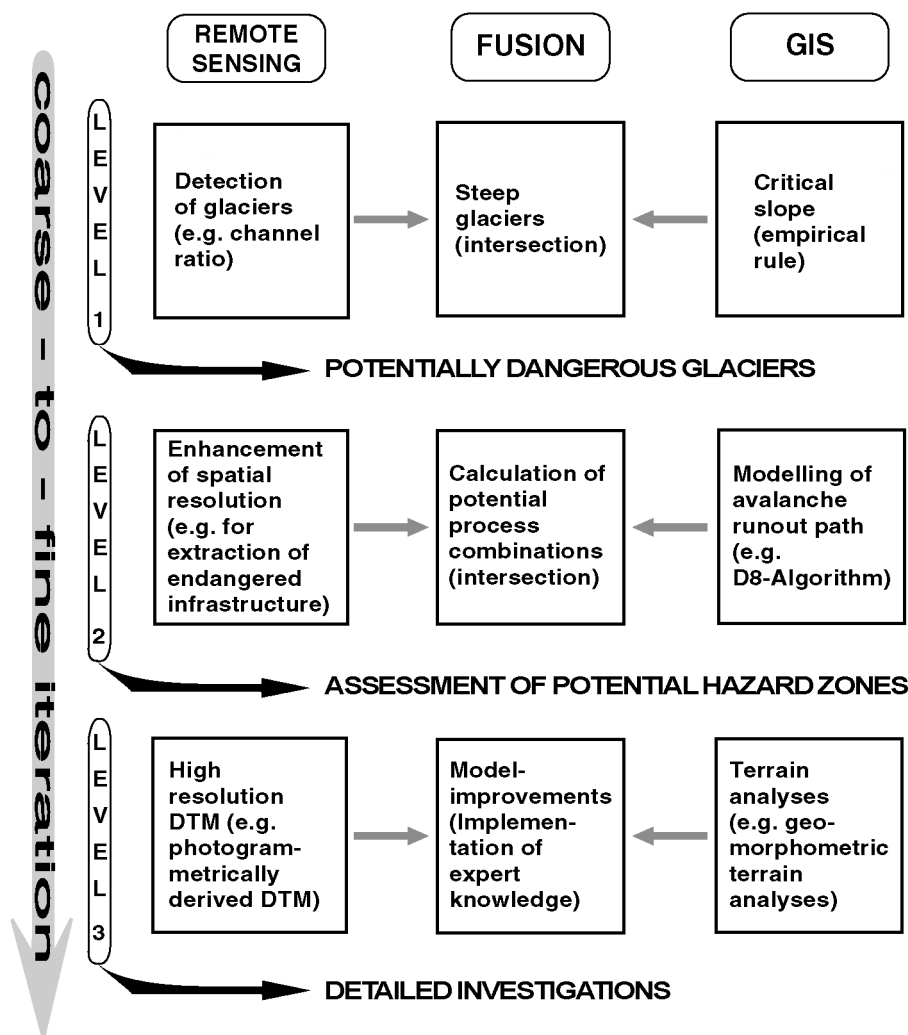 REMOTE
SENSING
FUSION
GIS
coarse - to - fine iteration
LEVEL 1
Detection
of glaciers
(e.g. channel
ratio)
Steep
glaciers
(intersection)
Critical
slope
(empirical
rule)
POTENTIALLY DANGEROUS GLACIERS
LEVEL 2
Enhancement
of spatial
resolution
(e.g. for
extraction of
endangered
infrastructure)
Calculation of
potential
process
combinations
(intersection)
Modelling of
avalanche
runout path
(e.g.
D8-Algorithm)
ASSESSMENT OF POTENTIAL HAZARD ZONES
LEVEL 3
High
resolution
DTM (e.g.
photogram-
metrically
derived DTM)
Model-
improvements
(Implemen-
tation of
expert
knowledge)
Terrain
analyses
(e.g. geo-
morphometric
terrain
analyses)
DETAILED INVESTIGATIONS